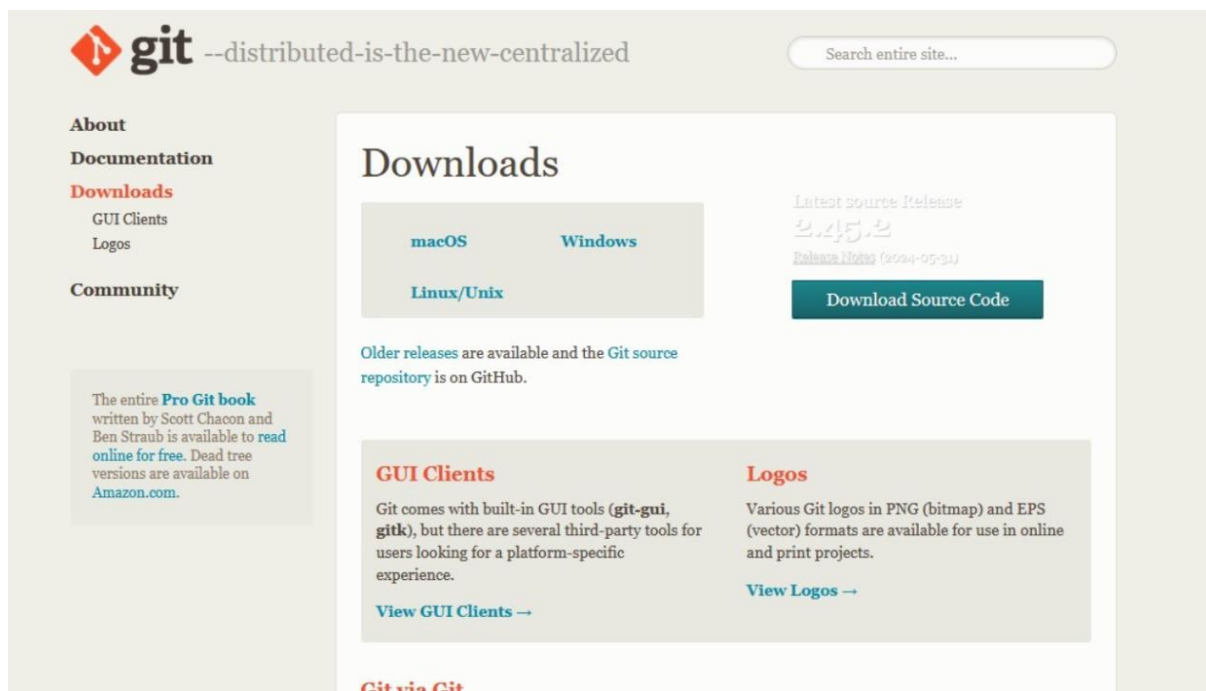 git --distributed-is-the-new-centralized
Search entire site...
About
Documentation
Downloads
GUI Clients
Logos
Community
The entire Pro Git book
written by Scott Chacon and
Ben Straub is available to read
online for free. Dead tree
versions are available on
Amazon.com.
Downloads
macOS
Windows
Linux/Unix
Older releases are available and the Git source
repository is on GitHub.
Latest source Release
2.45.2
Release Notes (2024-05-31)
Download Source Code
GUI Clients
Git comes with built-in GUI tools (git-gui,
gitk), but there are several third-party tools for
users looking for a platform-specific
experience.
View GUI Clients →
Logos
Various Git logos in PNG (bitmap) and EPS
(vector) formats are available for use in online
and print projects.
View Logos →
Git via Git